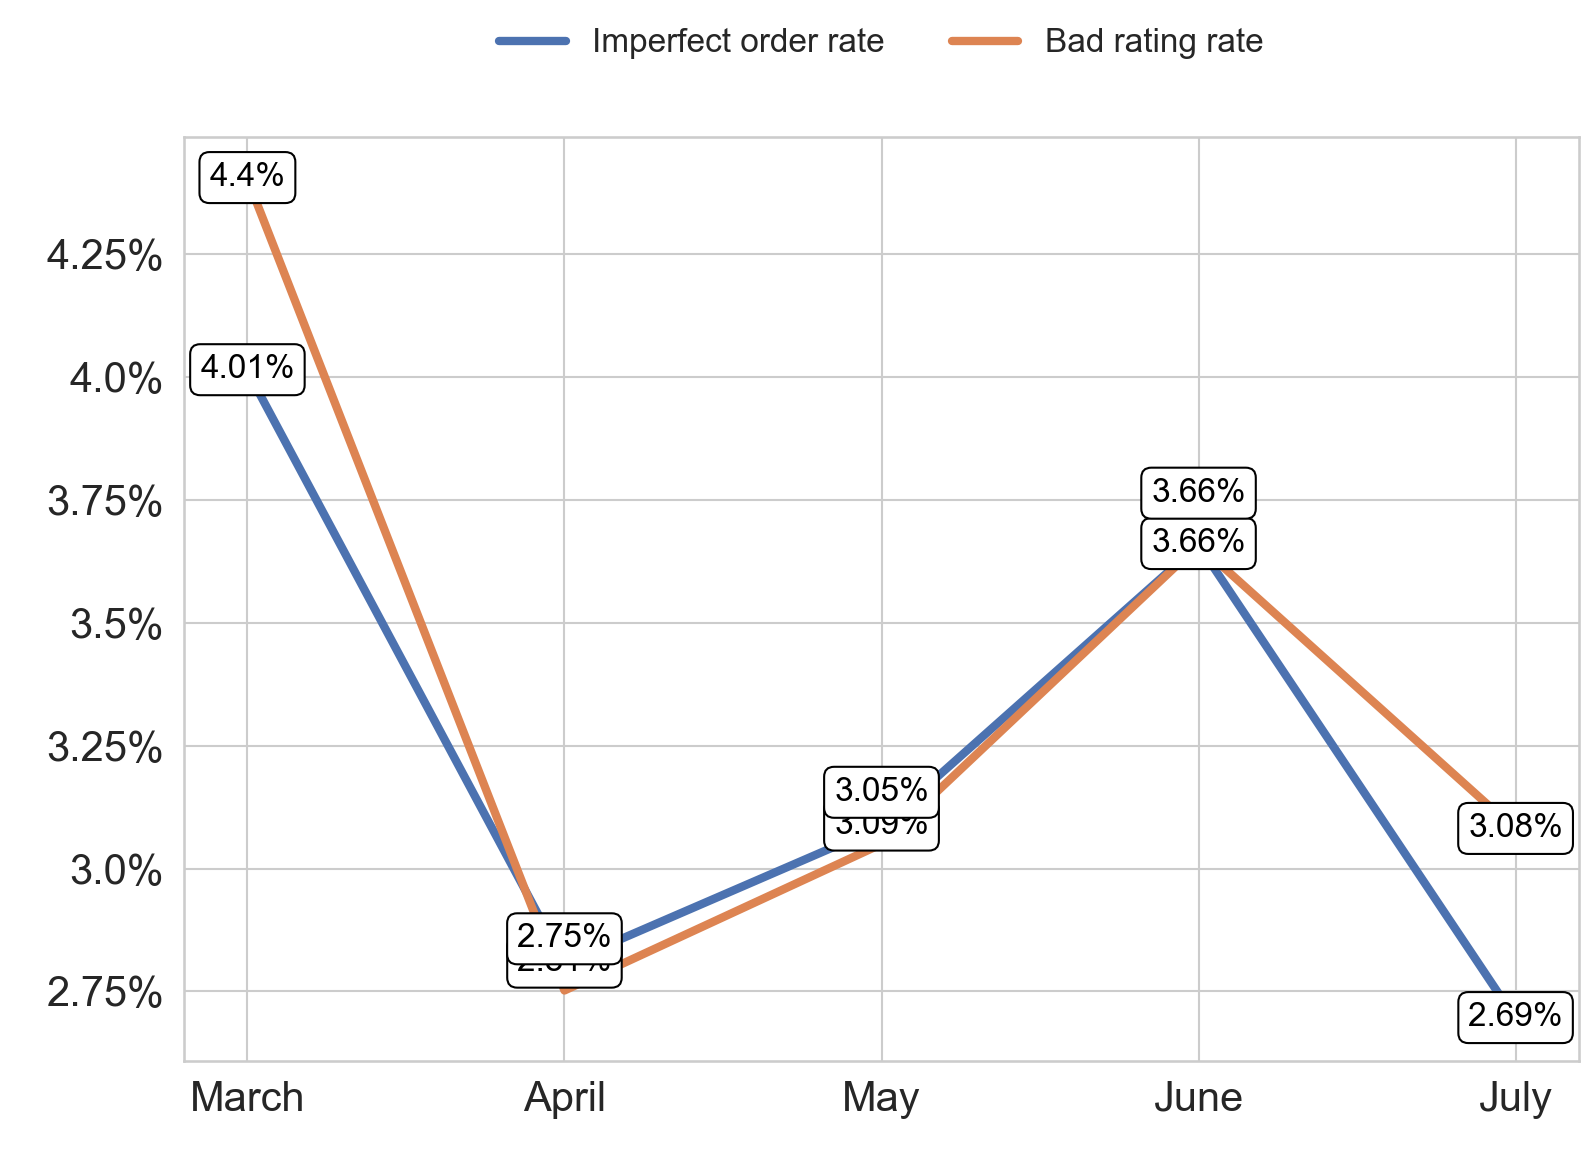 Imperfect order rate
Bad rating rate
4.4%
4.25%
4.01%
4.0%
3.75%
3.66%
3.66%
3.5%
3.25%
3.05%
3.09%
3.08%
3.0%
2.75%
2.75%
2.69%
March
April
May
June
July